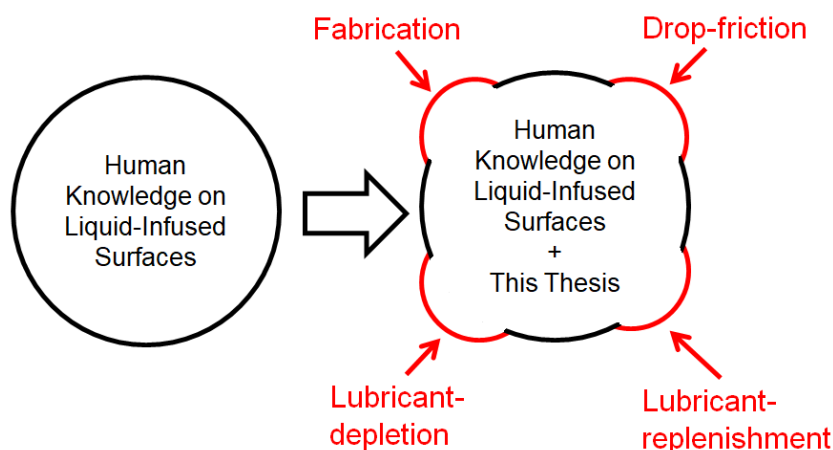 Fabrication
Drop-friction
Human
Knowledge on
Liquid-Infused
Surfaces
Human
Knowledge on
Liquid-Infused
Surfaces
+
This Thesis
Lubricant-
depletion
Lubricant-
replenishment